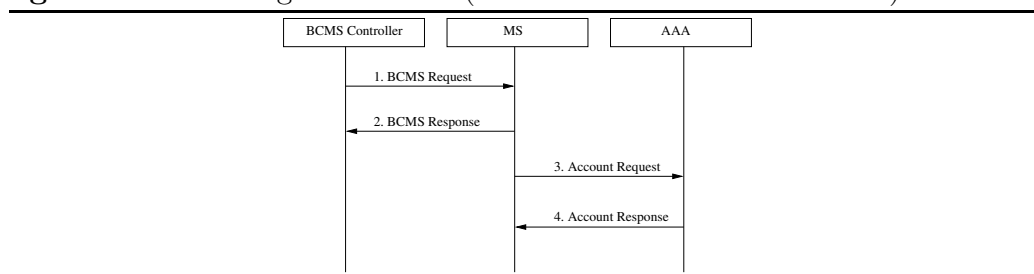 BCMS Controller MS AAA
1. BCMS Request
2. BCMS Response
3. Account Request
4. Account Response